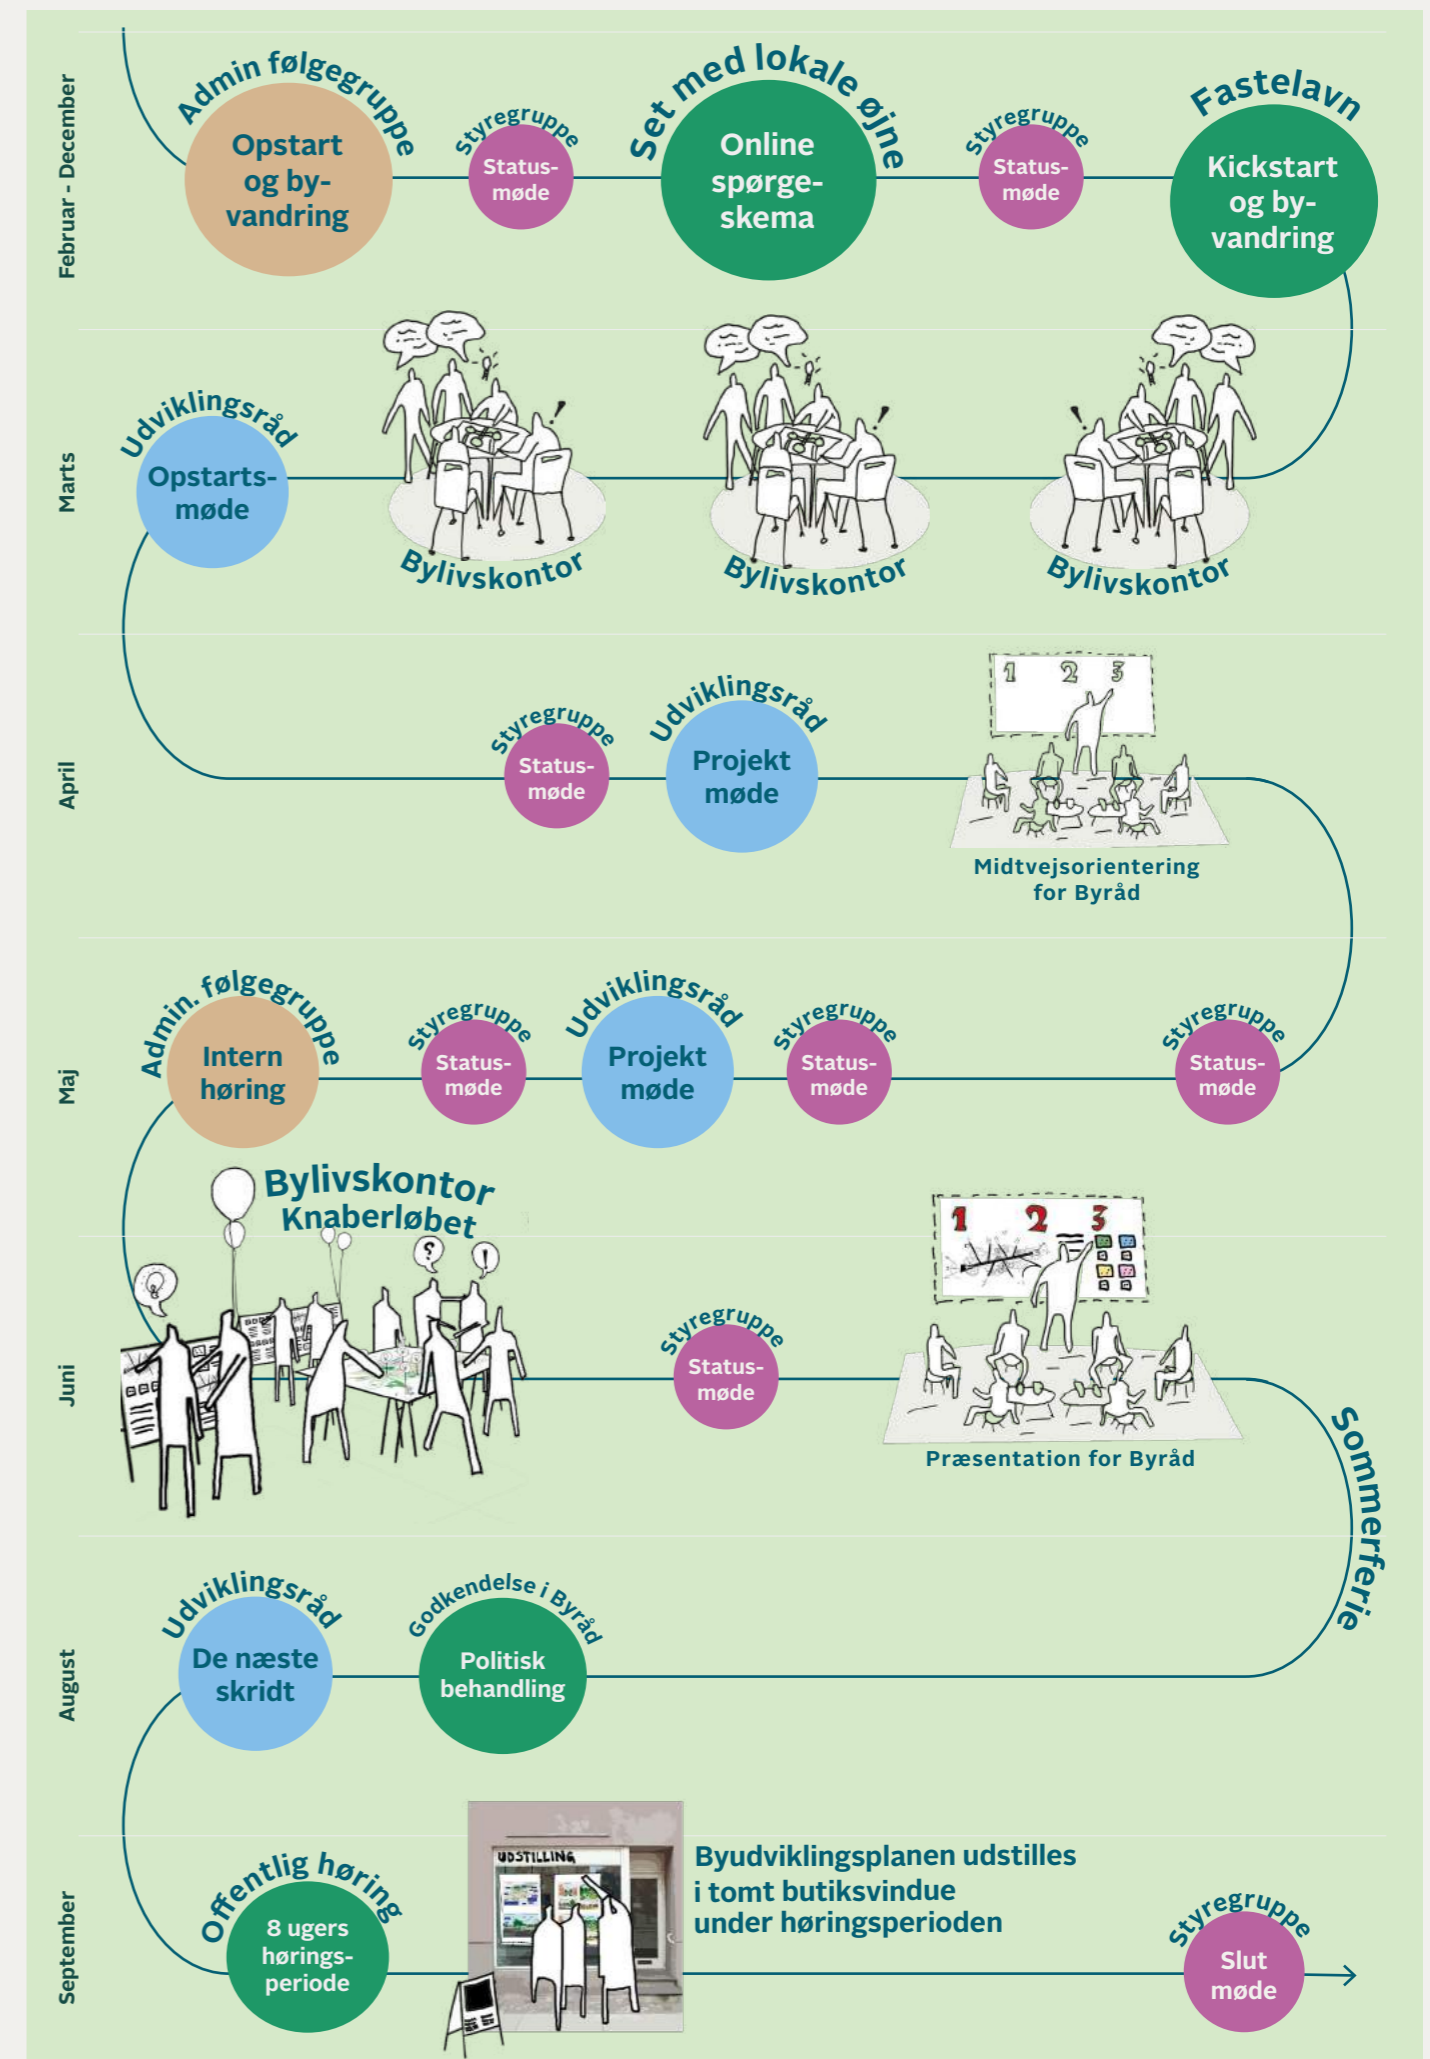 Februar - December
Admin følgegruppe
Opstart
og by-
vandring
Styregruppe
Status-
møde
Set med lokale øjne
Online
spørge-
skema
Styregruppe
Status-
møde
Fastelavn
Kickstart
og by-
vandring
Marts
Udviklingsråd
Opstarts-
møde
!
Bylivskontor
!
Bylivskontor
!
Bylivskontor
April
Styregruppe
Status-
møde
Udviklingsråd
Projekt
møde
1 2 3
Midtvejsorientering
for Byråd
Maj
Admin. følgegruppe
Intern
høring
Styregruppe
Status-
møde
Udviklingsråd
Projekt
møde
Styregruppe
Status-
møde
Styregruppe
Status-
møde
Juni
Bylivskontor
Knaberløbet
? !
Styregruppe
Status-
møde
1 2 3
Præsentation for Byråd
Sommerferie
August
Udviklingsråd
De næste
skridt
Godkendelse i Byråd
Politisk
behandling
September
Offentlig høring
8 ugers
hørings-
periode
UDSTILLING
Byudviklingsplanen udstilles
i tomt butiksvindue
under høringsperioden
Styregruppe
Slut
møde